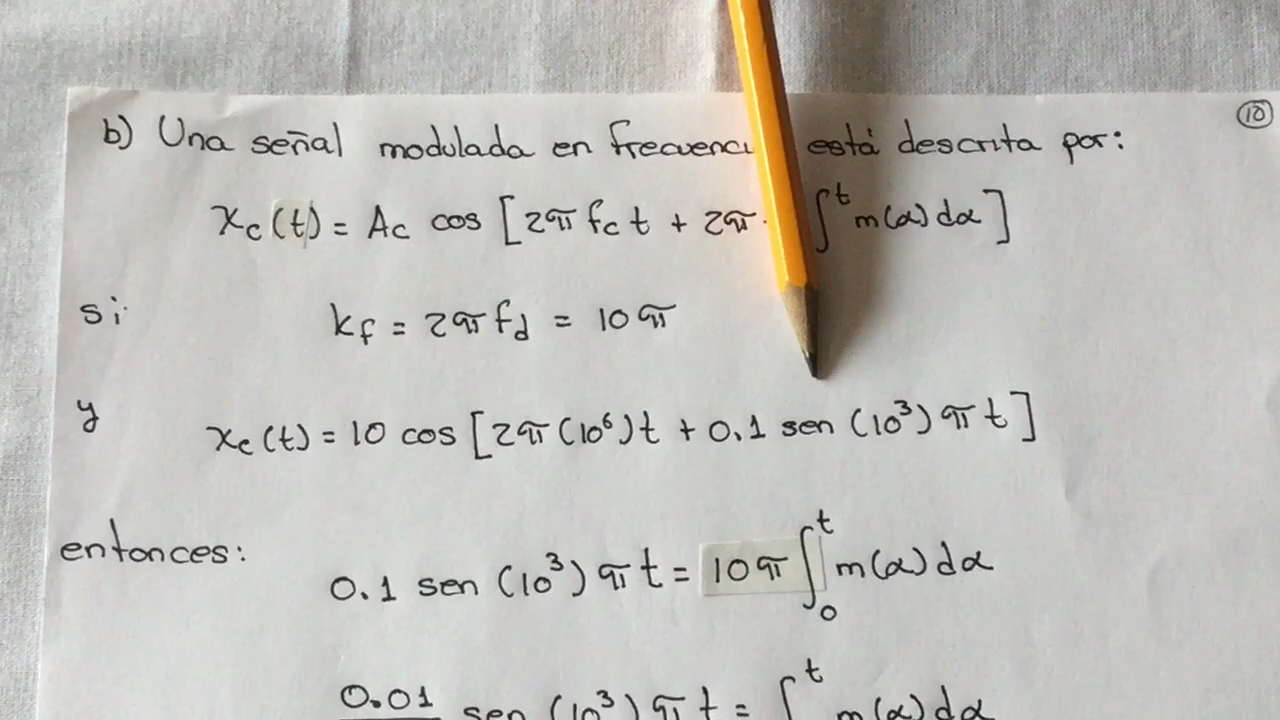 10
b) Una señal modulada en está descrita por:
xc(t) = Ac cos [2π fc t + 2π ∫^t m(α) dα]
si kf = 2π fd = 10π
y xc(t) = 10 cos [2π(10⁶)t + 0.1 sen (10³) π t]
entonces:
0.1 sen (10³) π t = 10π ∫₀^t m(α) dα
0.01 sen (10³) π t = ∫^t m(α) dα